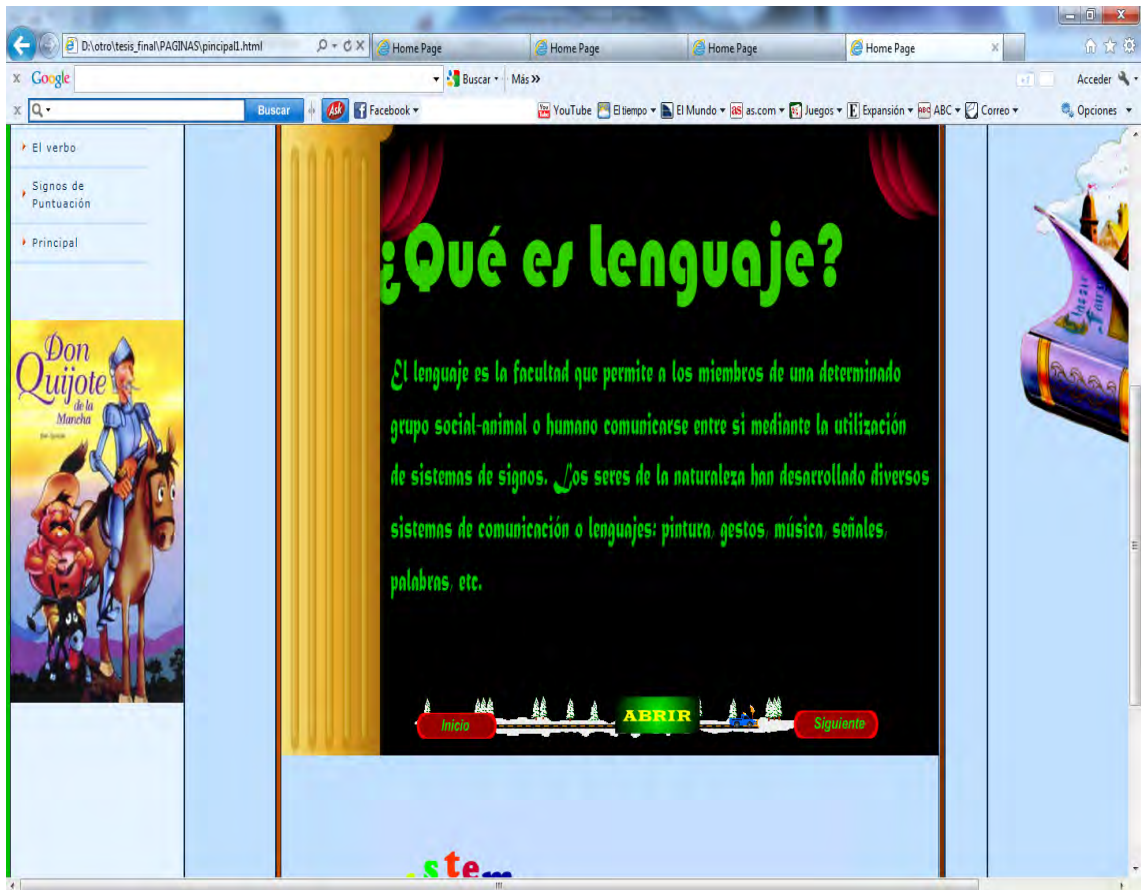 D:\otro\tesis_final\PAGINAS\pincipal1.html
Home Page
Home Page
Home Page
Home Page
x Google
Buscar
Más »
Acceder
x
Buscar
Ask
Facebook
YouTube
El tiempo
El Mundo
as as.com
Juegos
E Expansión
ABC ABC
Correo
Opciones
El verbo
Signos de
Puntuación
Principal
Don
Quijote
de la
Mancha
¿Qué es Lenguaje?
El lenguaje es la facultad que permite a los miembros de una determinado
grupo social-animal o humano comunicarse entre si mediante la utilización
de sistemas de signos. Los seres de la naturaleza han desarrollado diversos
sistemas de comunicación o lenguajes: pintura, gestos, música, señales,
palabras, etc.
Inicio
ABRIR
Siguiente